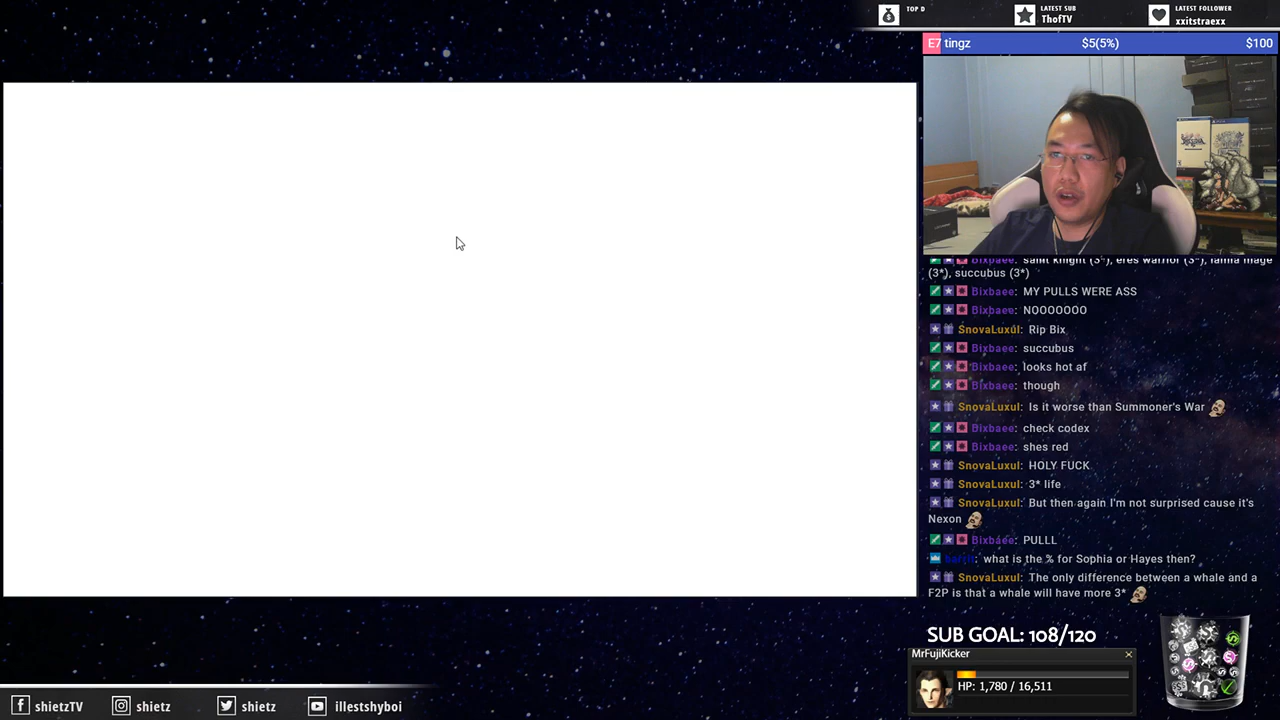 TOP D
LATEST SUB
ThofTV
LATEST FOLLOWER
xxitstraexx
E7 tingz $5(5%) $100
(3*), succubus (3*)
Bixbaee: MY PULLS WERE ASS
Bixbaee: NOOOOOOO
SnovaLuxul: Rip Bix
Bixbaee: succubus
Bixbaee: looks hot af
Bixbaee: though
SnovaLuxul: Is it worse than Summoner's War
Bixbaee: check codex
Bixbaee: shes red
SnovaLuxul: HOLY FUCK
SnovaLuxul: 3* life
SnovaLuxul: But then again I'm not surprised cause it's
Nexon
Bixbaee: PULLL
: what is the % for Sophia or Hayes then?
SnovaLuxul: The only difference between a whale and a
F2P is that a whale will have more 3*
SUB GOAL: 108/120
MrFujiKicker
HP: 1,780 / 16,511
shietzTV shietz shietz illestshyboi